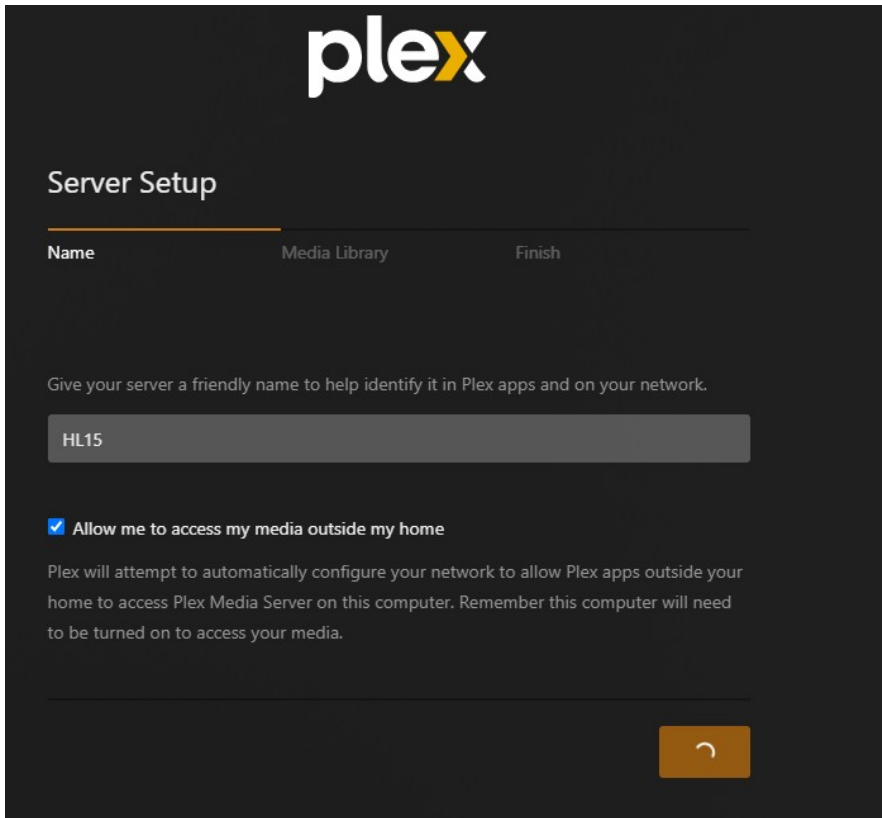 plex
Server Setup
Name Media Library Finish
Give your server a friendly name to help identify it in Plex apps and on your network.
HL15
Allow me to access my media outside my home
Plex will attempt to automatically configure your network to allow Plex apps outside your
home to access Plex Media Server on this computer. Remember this computer will need
to be turned on to access your media.